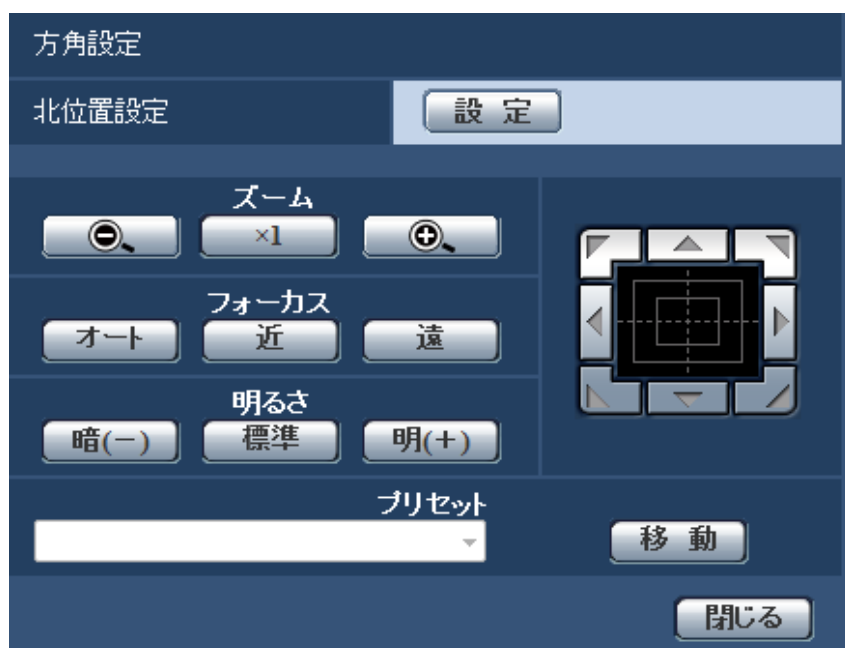 方角設定
北位置設定
設 定
ズーム
×1
フォーカス
オート
近
遠
明るさ
暗(−)
標準
明(+)
プリセット
移 動
閉じる